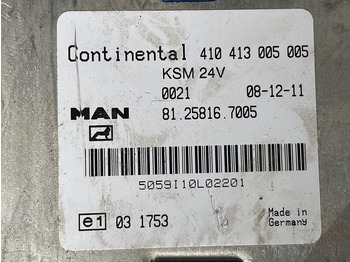 Continental 410 413 005 005
KSM 24V
0021 08-12-11
MAN 81.25816.7005
5059I10L02201
e1 03 1753
Made in
Germany